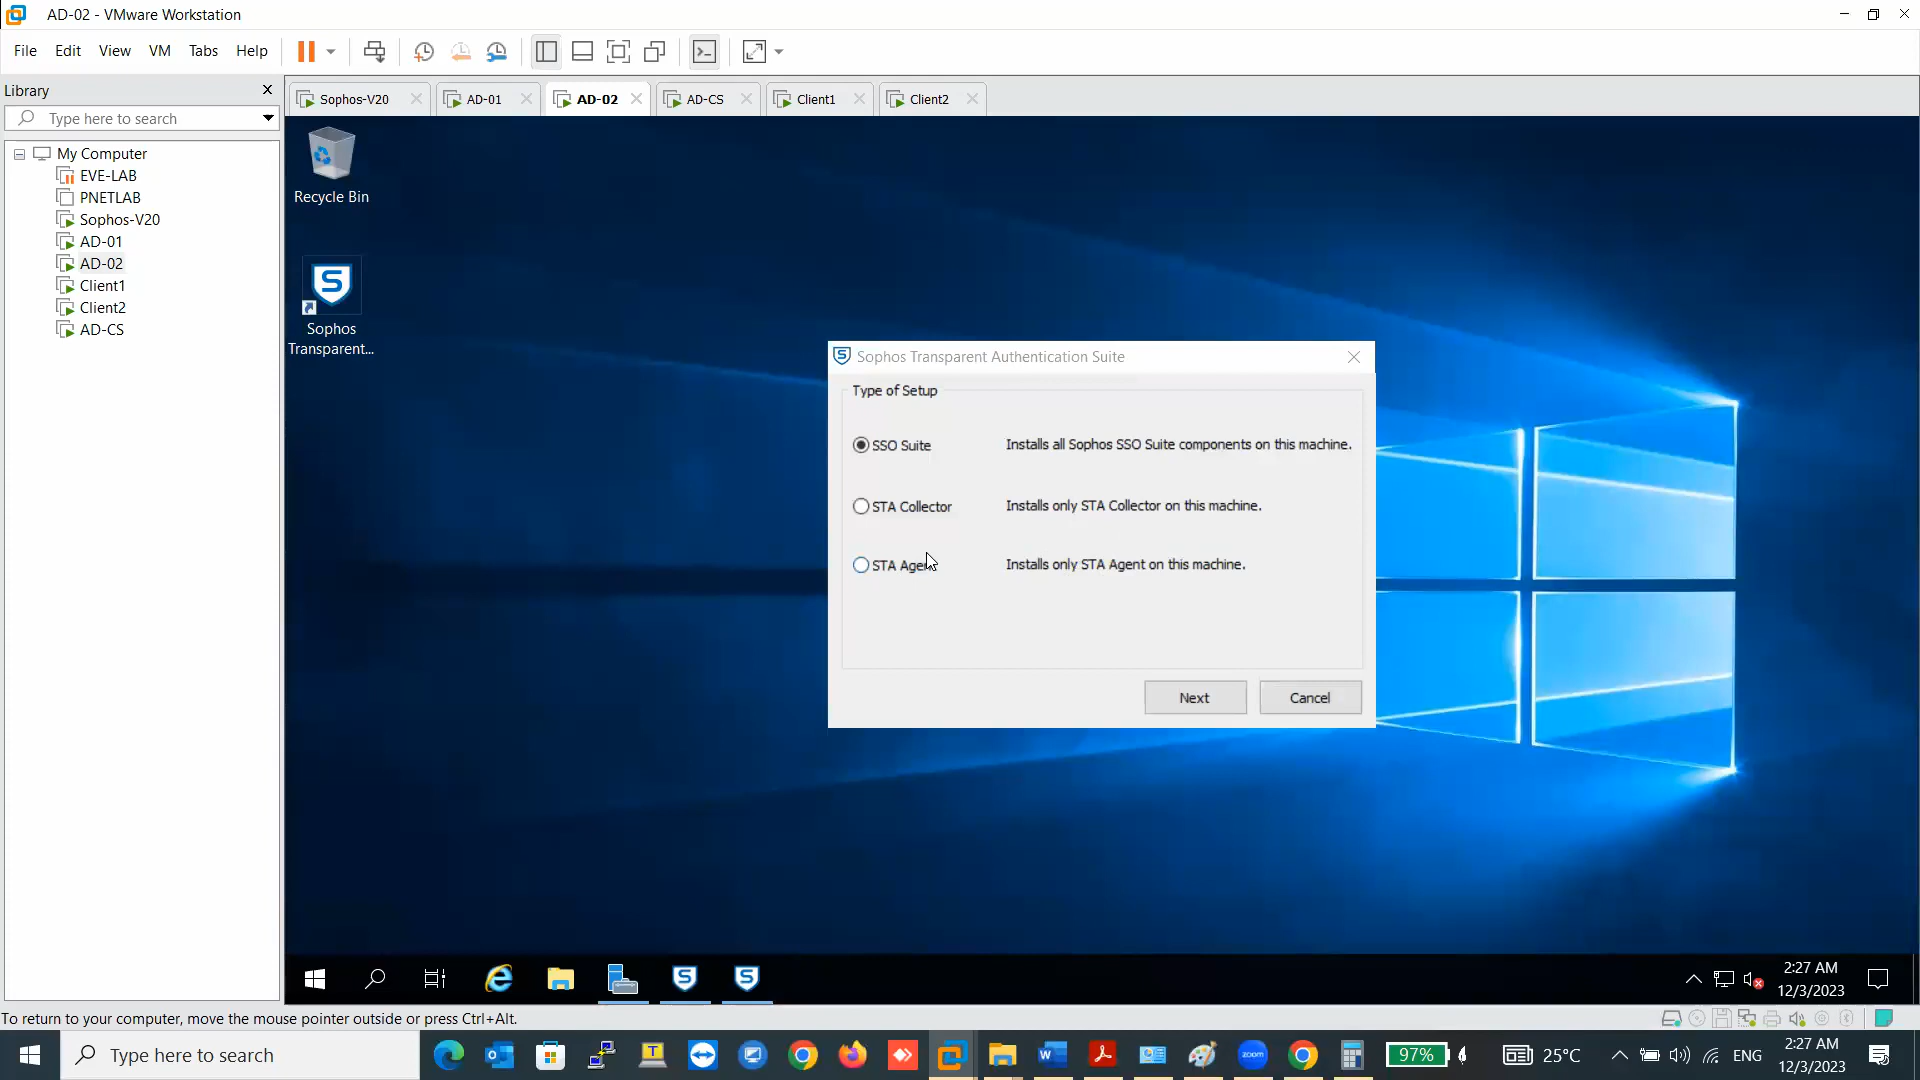 AD-02 - VMware Workstation
File Edit View VM Tabs Help
Library
Type here to search
My Computer
EVE-LAB
PNETLAB
Sophos-V20
AD-01
AD-02
Client1
Client2
AD-CS
Sophos-V20 AD-01 AD-02 AD-CS Client1 Client2
Recycle Bin
Sophos
Transparent...
Sophos Transparent Authentication Suite
Type of Setup
SSO Suite Installs all Sophos SSO Suite components on this machine.
STA Collector Installs only STA Collector on this machine.
STA Agent Installs only STA Agent on this machine.
Next Cancel
2:27 AM
12/3/2023
To return to your computer, move the mouse pointer outside or press Ctrl+Alt.
Type here to search
zoom
97%
25°C
ENG
2:27 AM
12/3/2023